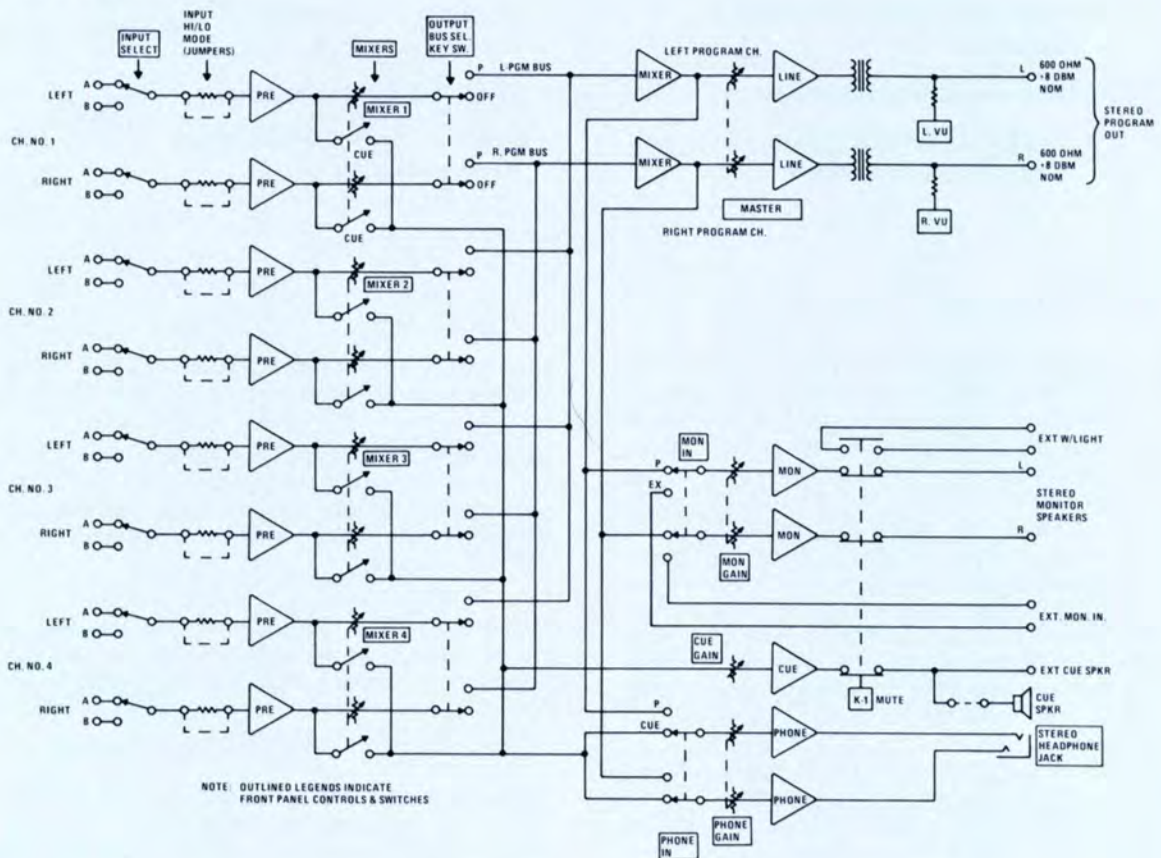 INPUT
SELECT
INPUT
HI/LO
MODE
(JUMPERS)
MIXERS
OUTPUT
BUS SEL.
KEY SW.
LEFT
A
B
PRE
MIXER 1
CUE
P
L-PGM BUS
OFF
CH. NO. 1
RIGHT
A
B
PRE
CUE
P
R. PGM BUS
OFF
LEFT
A
B
PRE
MIXER 2
CH. NO. 2
RIGHT
A
B
PRE
LEFT
A
B
PRE
MIXER 3
CH. NO. 3
RIGHT
A
B
PRE
LEFT
A
B
PRE
MIXER 4
CH. NO. 4
RIGHT
A
B
PRE
NOTE: OUTLINED LEGENDS INDICATE
FRONT PANEL CONTROLS & SWITCHES
LEFT PROGRAM CH.
MIXER
LINE
L
600 OHM
+8 DBM
NOM
L. VU
STEREO
PROGRAM
OUT
MIXER
LINE
R
600 OHM
+8 DBM
NOM
R. VU
MASTER
RIGHT PROGRAM CH.
MON
IN
P
EX
MON
EXT W/LIGHT
L
STEREO
MONITOR
SPEAKERS
MON
R
MON
GAIN
EXT. MON. IN.
CUE
GAIN
CUE
EXT CUE SPKR
K-1
MUTE
CUE
SPKR
P
CUE
PHONE
STEREO
HEADPHONE
JACK
PHONE
PHONE
IN
PHONE
GAIN